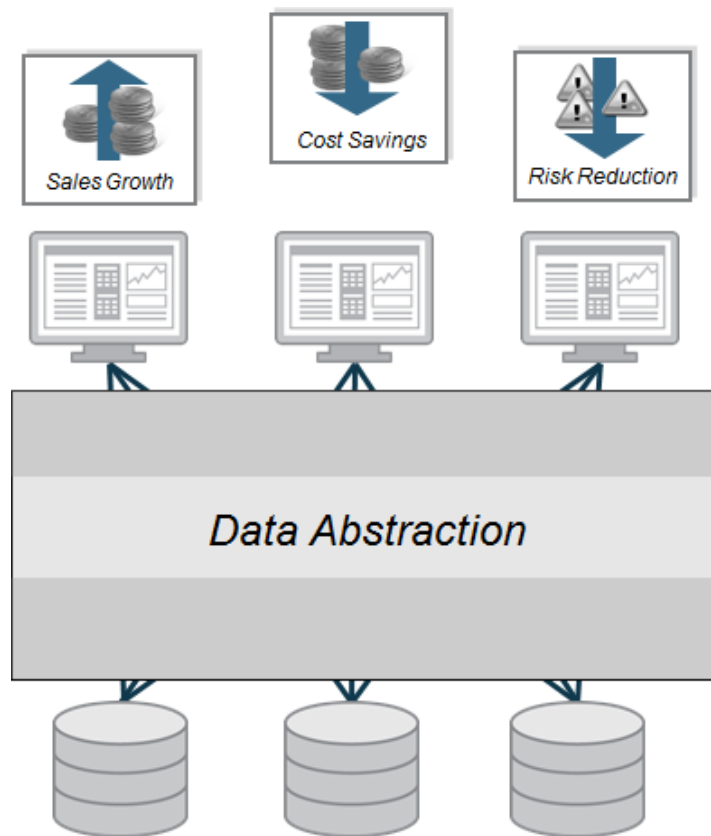 Sales Growth
Cost Savings
Risk Reduction
Data Abstraction